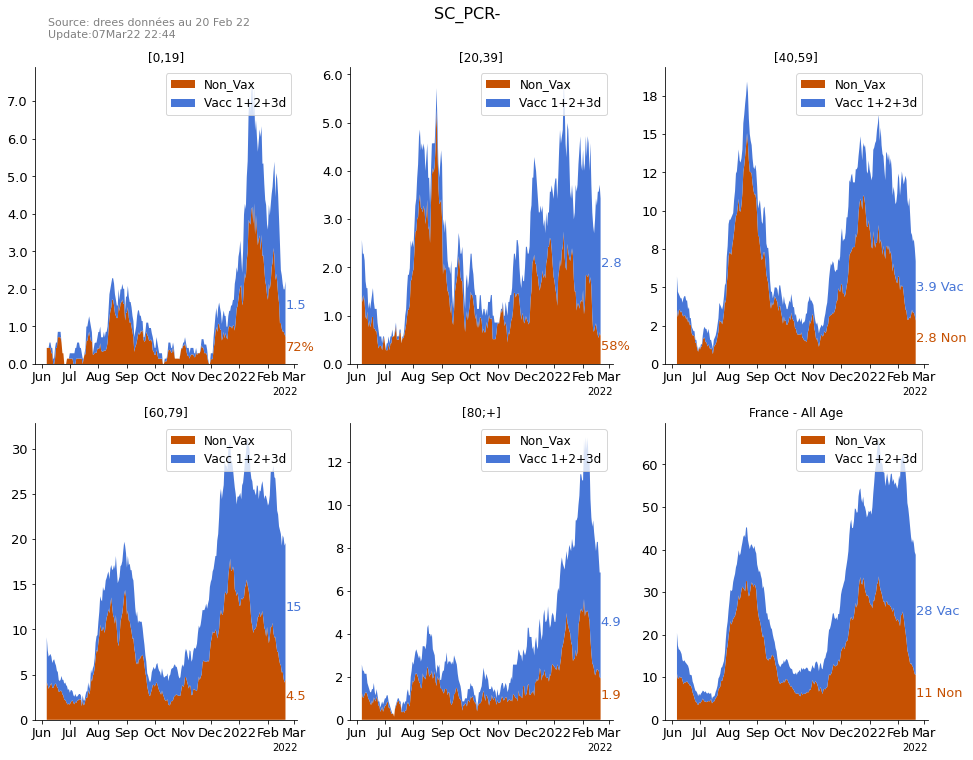 SC_PCR-
Source: drees données au 20 Feb 22
Update:07Mar22 22:44
[0,19]
Non_Vax
Vacc 1+2+3d
7.0
6.0
5.0
4.0
3.0
2.0
1.0
0.0
1.5
72%
Jun Jul Aug Sep Oct Nov Dec 2022 Feb Mar
2022
[20,39]
Non_Vax
Vacc 1+2+3d
6.0
5.0
4.0
3.0
2.0
1.0
0.0
2.8
58%
Jun Jul Aug Sep Oct Nov Dec 2022 Feb Mar
2022
[40,59]
Non_Vax
Vacc 1+2+3d
18
15
12
10
8
5
2
0
3.9 Vac
2.8 Non
Jun Jul Aug Sep Oct Nov Dec 2022 Feb Mar
2022
[60,79]
Non_Vax
Vacc 1+2+3d
30
25
20
15
10
5
0
15
4.5
Jun Jul Aug Sep Oct Nov Dec 2022 Feb Mar
2022
[80;+]
Non_Vax
Vacc 1+2+3d
12
10
8
6
4
2
0
4.9
1.9
Jun Jul Aug Sep Oct Nov Dec 2022 Feb Mar
2022
France - All Age
Non_Vax
Vacc 1+2+3d
60
50
40
30
20
10
0
28 Vac
11 Non
Jun Jul Aug Sep Oct Nov Dec 2022 Feb Mar
2022